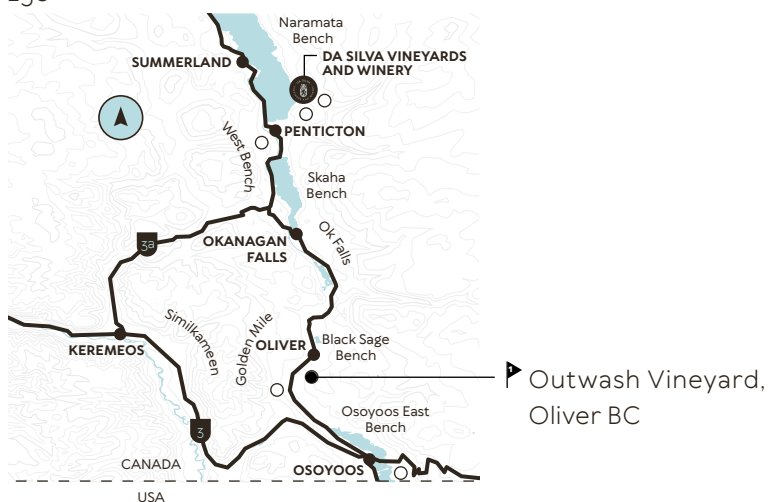 Naramata
Bench
SUMMERLAND
DA SILVA VINEYARDS
AND WINERY
PENTICTON
West Bench
Skaha
Bench
3a
OKANAGAN
FALLS
Ok Falls
Similkameen
Golden Mile
KEREMEOS
OLIVER
Black Sage
Bench
1
Outwash Vineyard,
Oliver BC
Osoyoos East
Bench
3
CANADA
OSOYOOS
USA